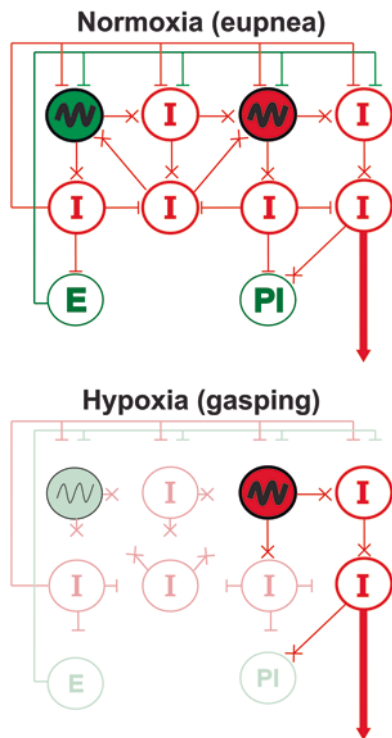 Normoxia (eupnea)
I I
I I I I
E PI
Hypoxia (gasping)
I I
I I I I
E PI